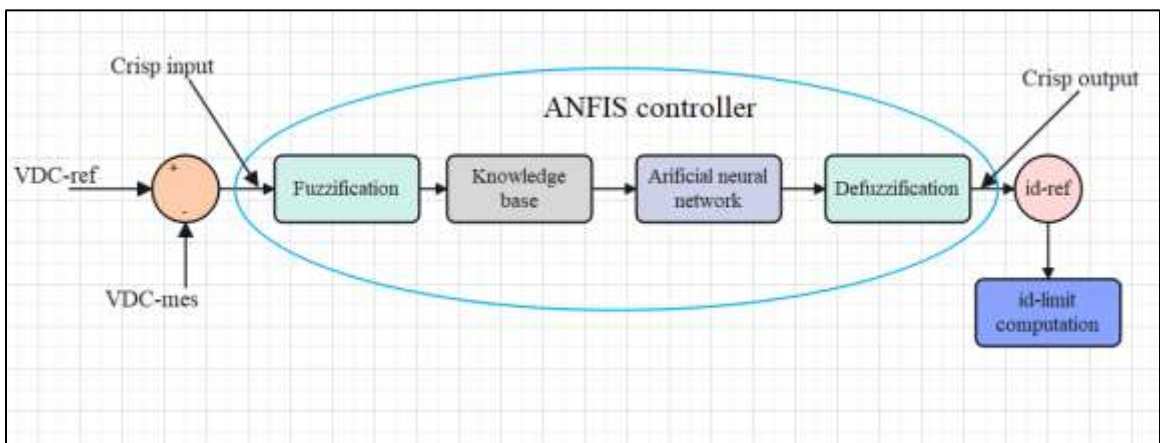 Crisp input
Crisp output
ANFIS controller
VDC-ref
+
-
Fuzzification
Knowledge
base
Arificial neural
network
Defuzzification
id-ref
VDC-mes
id-limit
computation